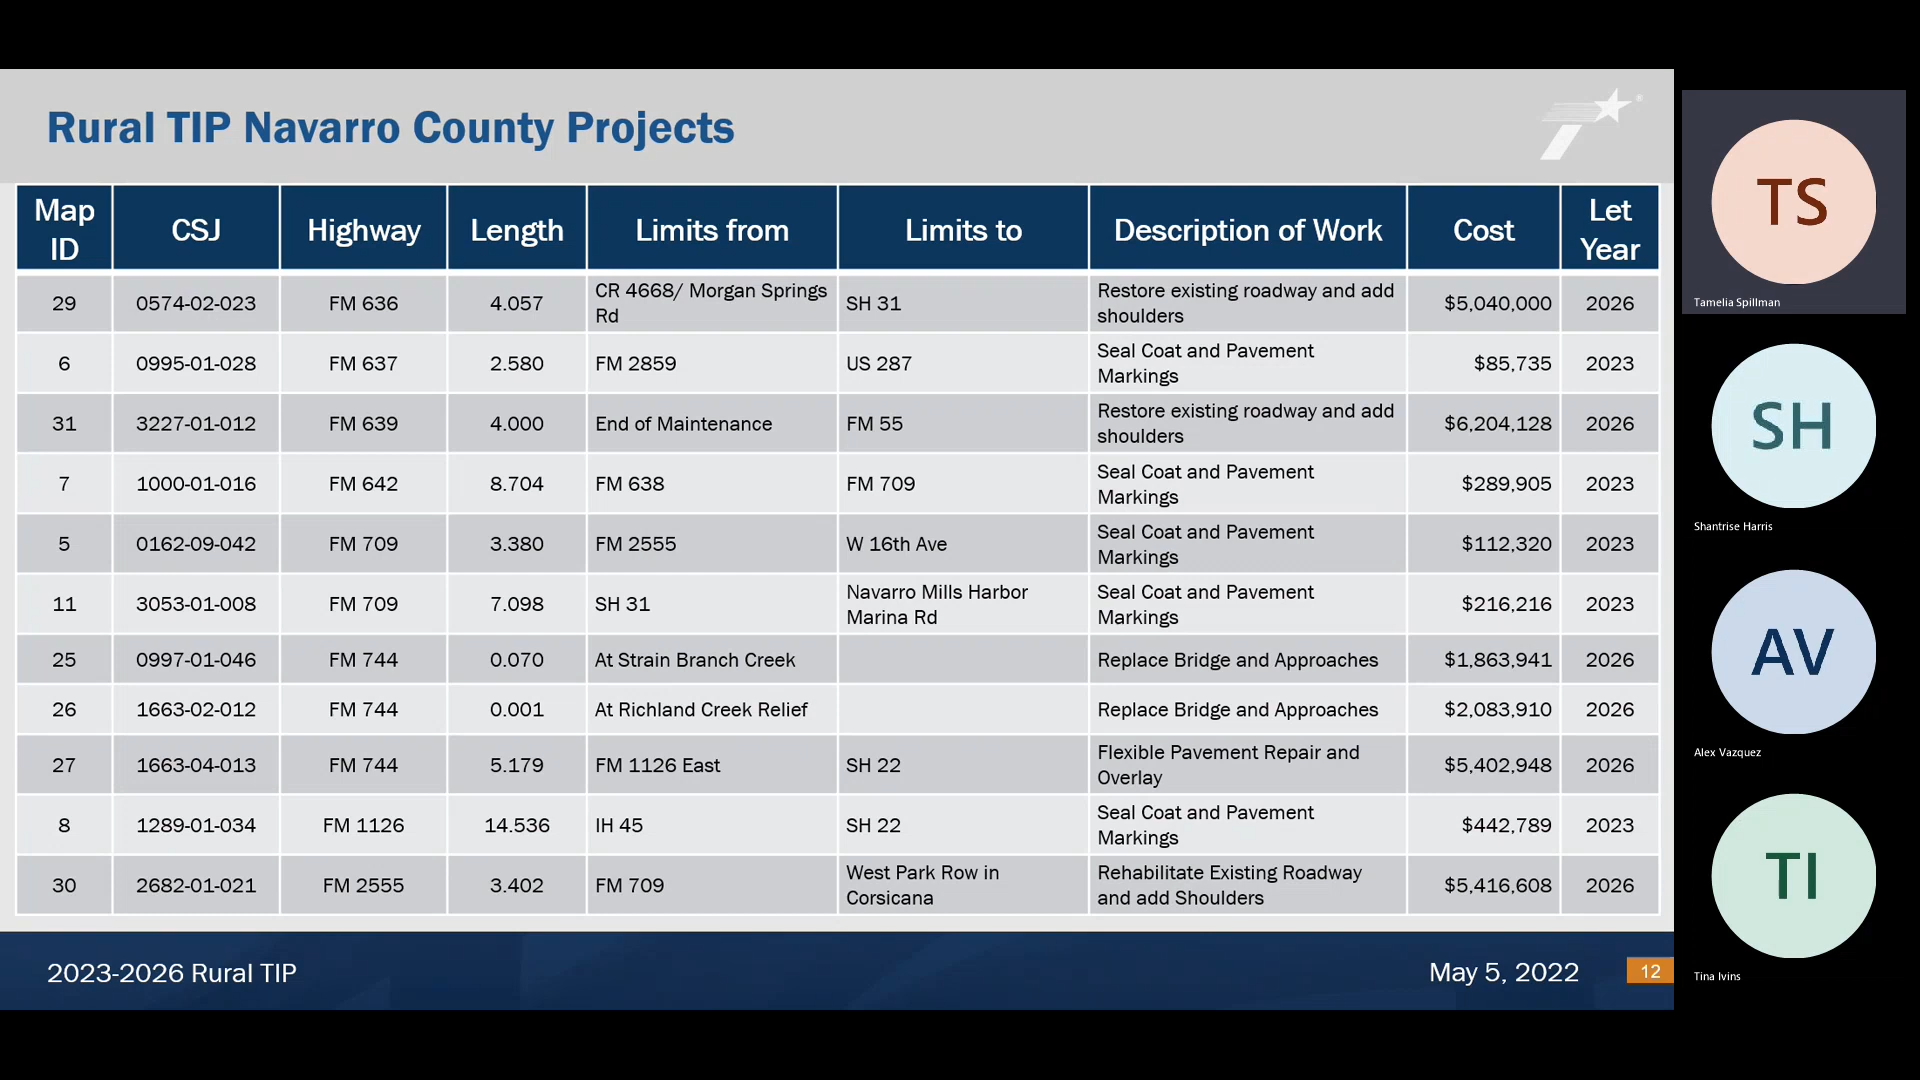 Rural TIP Navarro County Projects
Map ID CSJ Highway Length Limits from Limits to Description of Work Cost Let Year
29 0574-02-023 FM 636 4.057 CR 4668/ Morgan Springs Rd SH 31 Restore existing roadway and add shoulders $5,040,000 2026
6 0995-01-028 FM 637 2.580 FM 2859 US 287 Seal Coat and Pavement Markings $85,735 2023
31 3227-01-012 FM 639 4.000 End of Maintenance FM 55 Restore existing roadway and add shoulders $6,204,128 2026
7 1000-01-016 FM 642 8.704 FM 638 FM 709 Seal Coat and Pavement Markings $289,905 2023
5 0162-09-042 FM 709 3.380 FM 2555 W 16th Ave Seal Coat and Pavement Markings $112,320 2023
11 3053-01-008 FM 709 7.098 SH 31 Navarro Mills Harbor Marina Rd Seal Coat and Pavement Markings $216,216 2023
25 0997-01-046 FM 744 0.070 At Strain Branch Creek Replace Bridge and Approaches $1,863,941 2026
26 1663-02-012 FM 744 0.001 At Richland Creek Relief Replace Bridge and Approaches $2,083,910 2026
27 1663-04-013 FM 744 5.179 FM 1126 East SH 22 Flexible Pavement Repair and Overlay $5,402,948 2026
8 1289-01-034 FM 1126 14.536 IH 45 SH 22 Seal Coat and Pavement Markings $442,789 2023
30 2682-01-021 FM 2555 3.402 FM 709 West Park Row in Corsicana Rehabilitate Existing Roadway and add Shoulders $5,416,608 2026
2023-2026 Rural TIP May 5, 2022 12
TS
Tamelia Spillman
SH
Shantrise Harris
AV
Alex Vazquez
TI
Tina Ivins